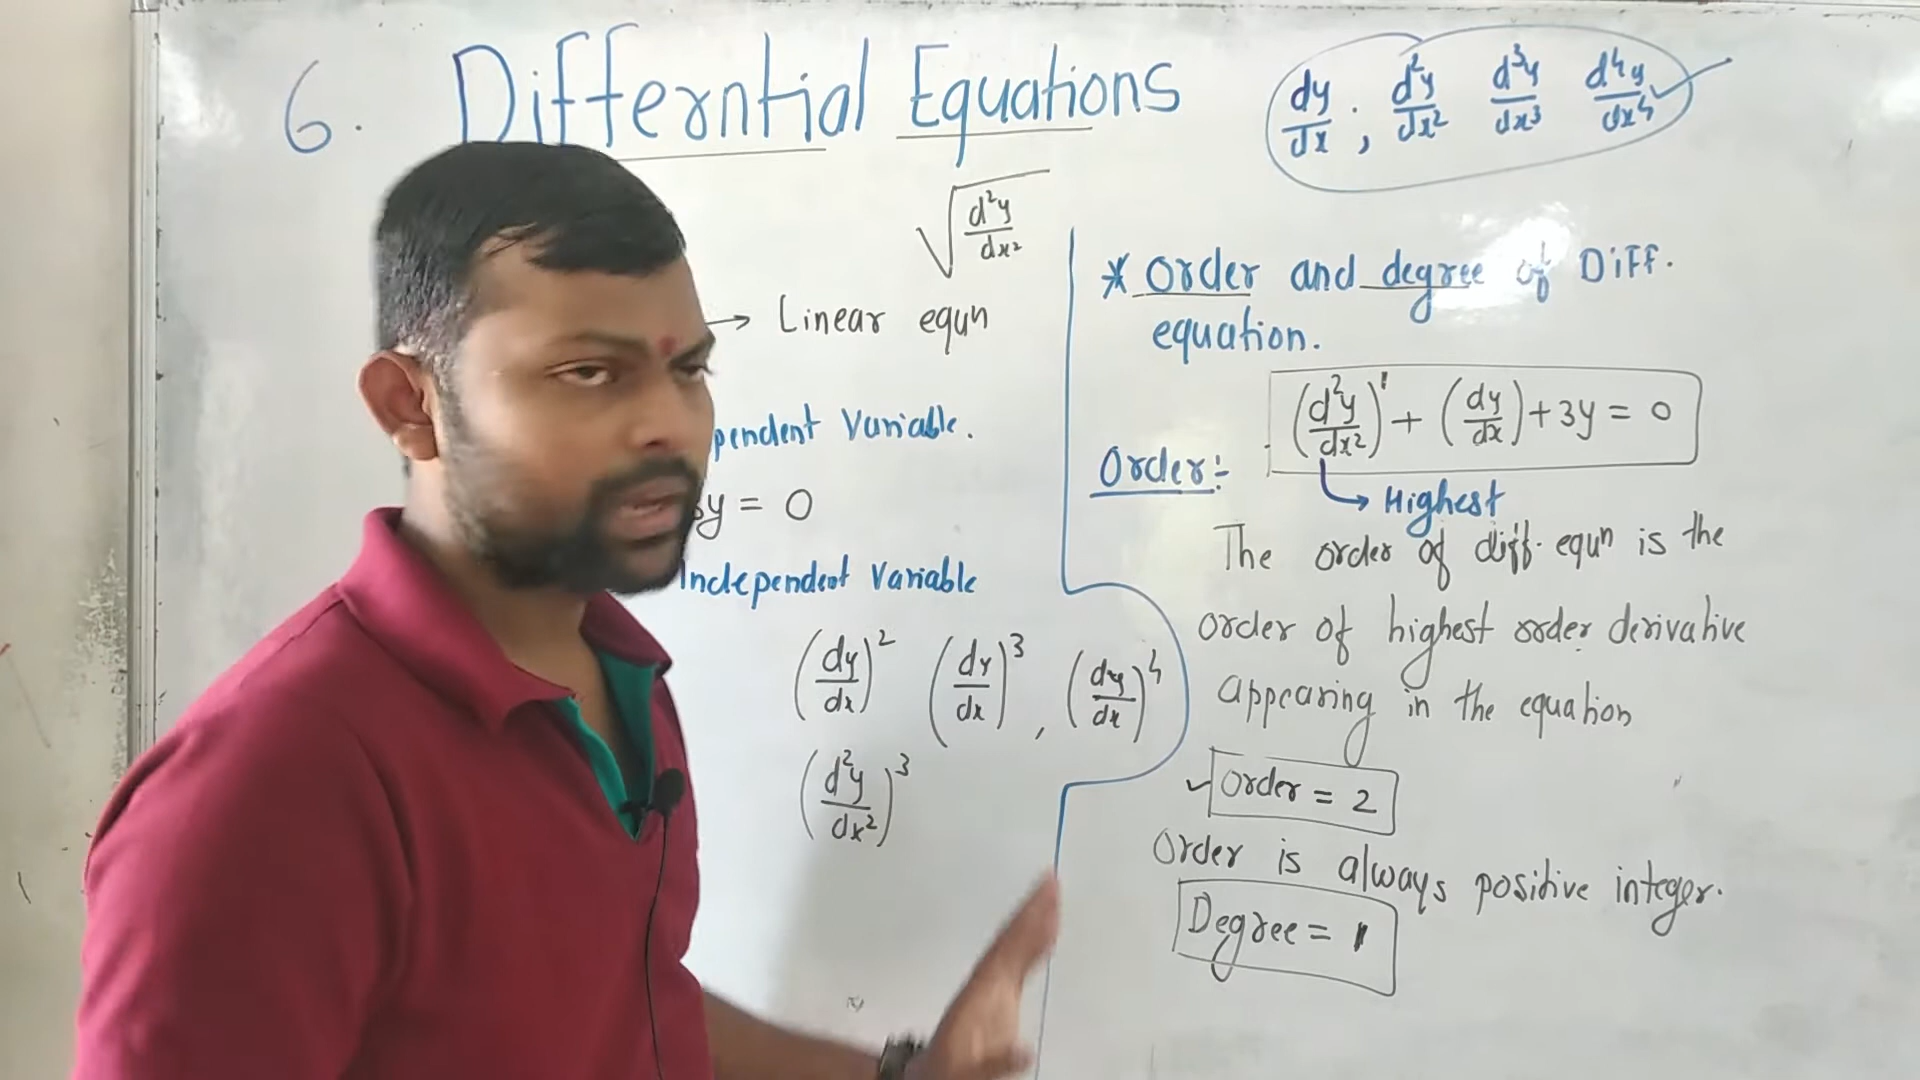 6. Differntial Equations
dy/dx , d²y/dx² d³y/dx³ d⁴y/dx⁴
√(d²y/dx²)
→ Linear equn
pendent Variable.
3y = 0
Independent Variable
(dy/dx)² (dy/dx)³ , (dy/dx)⁴
(d²y/dx²)³
* Order and degree of Diff.
equation.
(d²y/dx²)¹ + (dy/dx) + 3y = 0
Order:-
→ Highest
The order of diff. equn is the
order of highest order derivative
appearing in the equation
Order = 2
Order is always positive integer.
Degree = 1